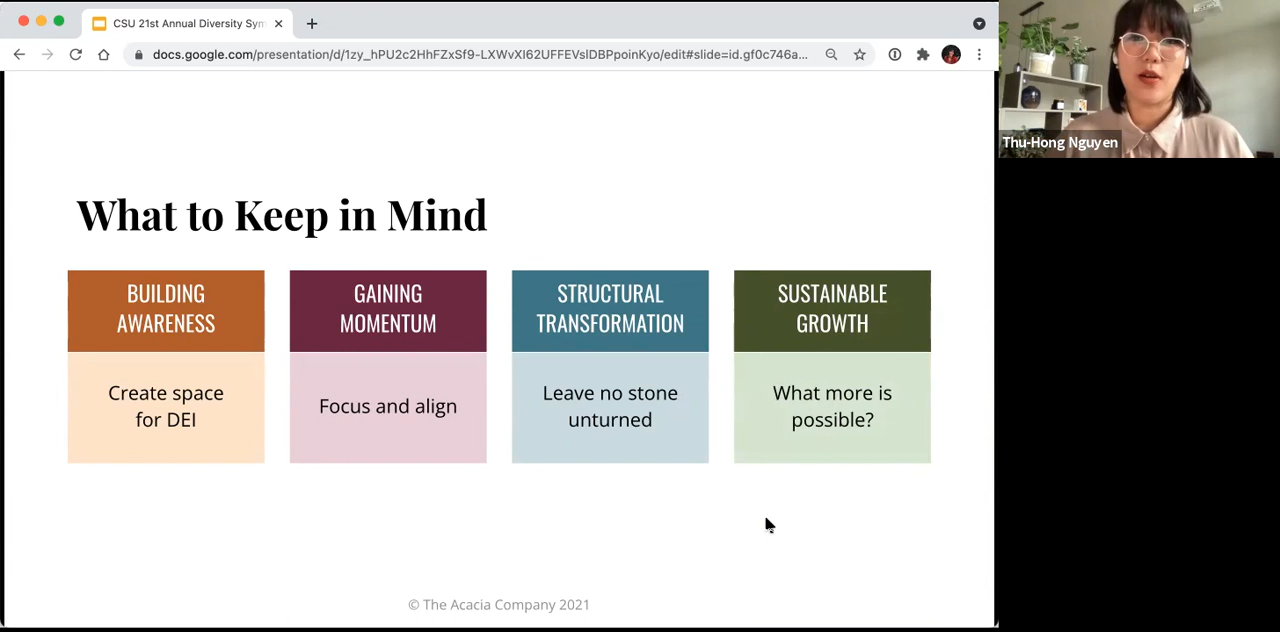 CSU 21st Annual Diversity Sym
docs.google.com/presentation/d/1zy_hPU2c2HhFZxSf9-LXWvXI62UFFEVslDBPpoinKyo/edit#slide=id.gf0c746a...
Thu-Hong Nguyen
What to Keep in Mind
BUILDING
AWARENESS
Create space
for DEI
GAINING
MOMENTUM
Focus and align
STRUCTURAL
TRANSFORMATION
Leave no stone
unturned
SUSTAINABLE
GROWTH
What more is
possible?
© The Acacia Company 2021